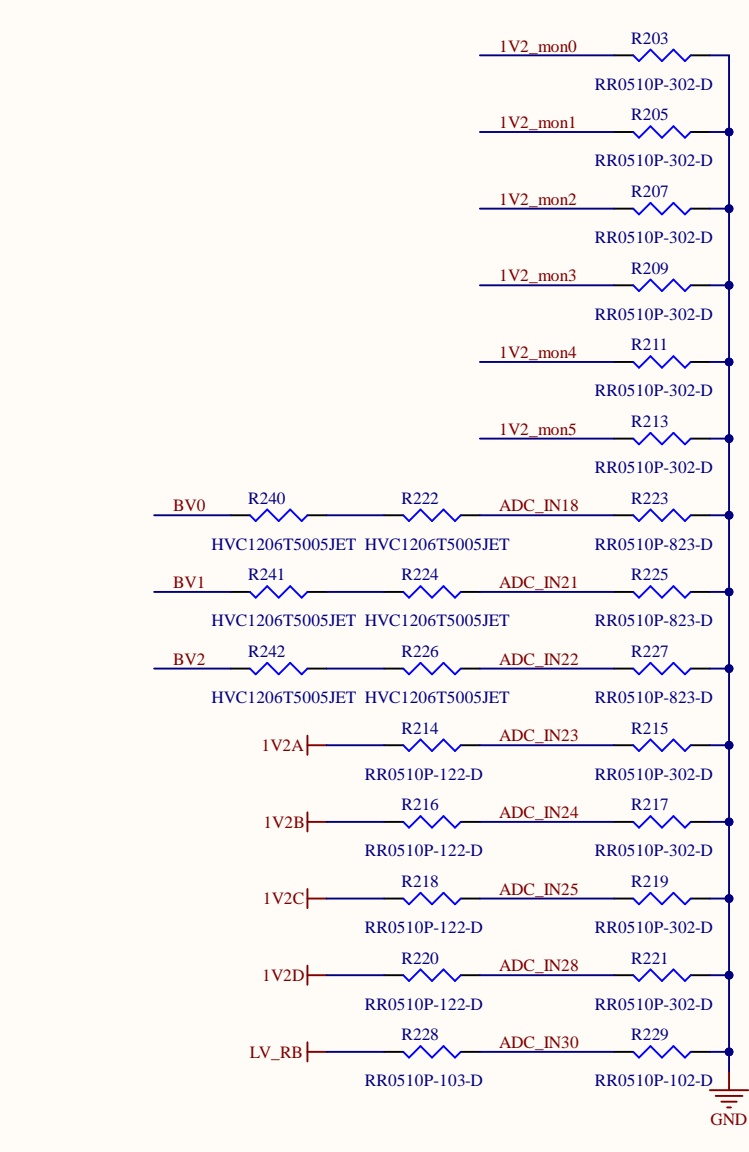 R203
1V2_mon0
RR0510P-302-D
R205
1V2_mon1
RR0510P-302-D
R207
1V2_mon2
RR0510P-302-D
R209
1V2_mon3
RR0510P-302-D
R211
1V2_mon4
RR0510P-302-D
R213
1V2_mon5
RR0510P-302-D
R240 R222 R223
BV0 ADC_IN18
HVC1206T5005JET HVC1206T5005JET RR0510P-823-D
R241 R224 R225
BV1 ADC_IN21
HVC1206T5005JET HVC1206T5005JET RR0510P-823-D
R242 R226 R227
BV2 ADC_IN22
HVC1206T5005JET HVC1206T5005JET RR0510P-823-D
R214 R215
1V2A ADC_IN23
RR0510P-122-D RR0510P-302-D
R216 R217
1V2B ADC_IN24
RR0510P-122-D RR0510P-302-D
R218 R219
1V2C ADC_IN25
RR0510P-122-D RR0510P-302-D
R220 R221
1V2D ADC_IN28
RR0510P-122-D RR0510P-302-D
R228 R229
LV_RB ADC_IN30
RR0510P-103-D RR0510P-102-D
GND